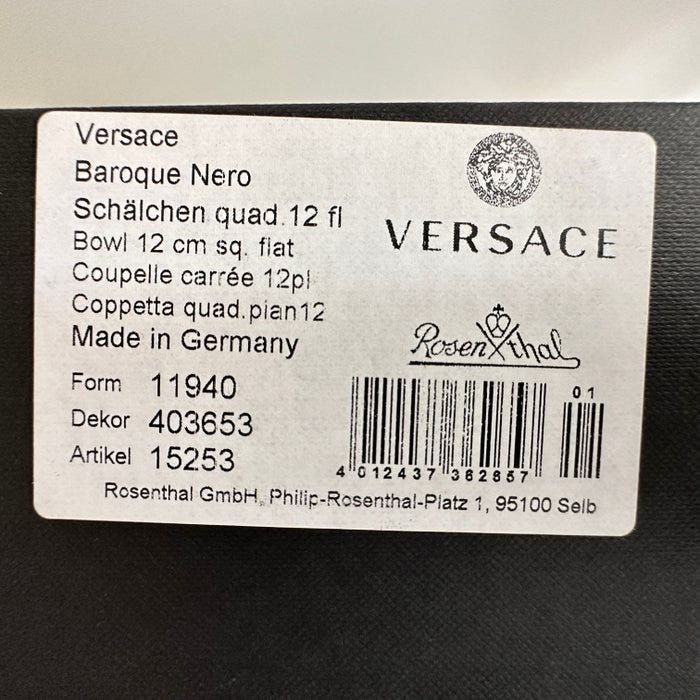 Versace
Baroque Nero
Schälchen quad.12 fl
Bowl 12 cm sq. flat
Coupelle carrée 12pl
Coppetta quad.pian12
Made in Germany
Form 11940
Dekor 403653
Artikel 15253
VERSACE
Rosenthal
01
4 012437 362657
Rosenthal GmbH, Philip-Rosenthal-Platz 1, 95100 Selb